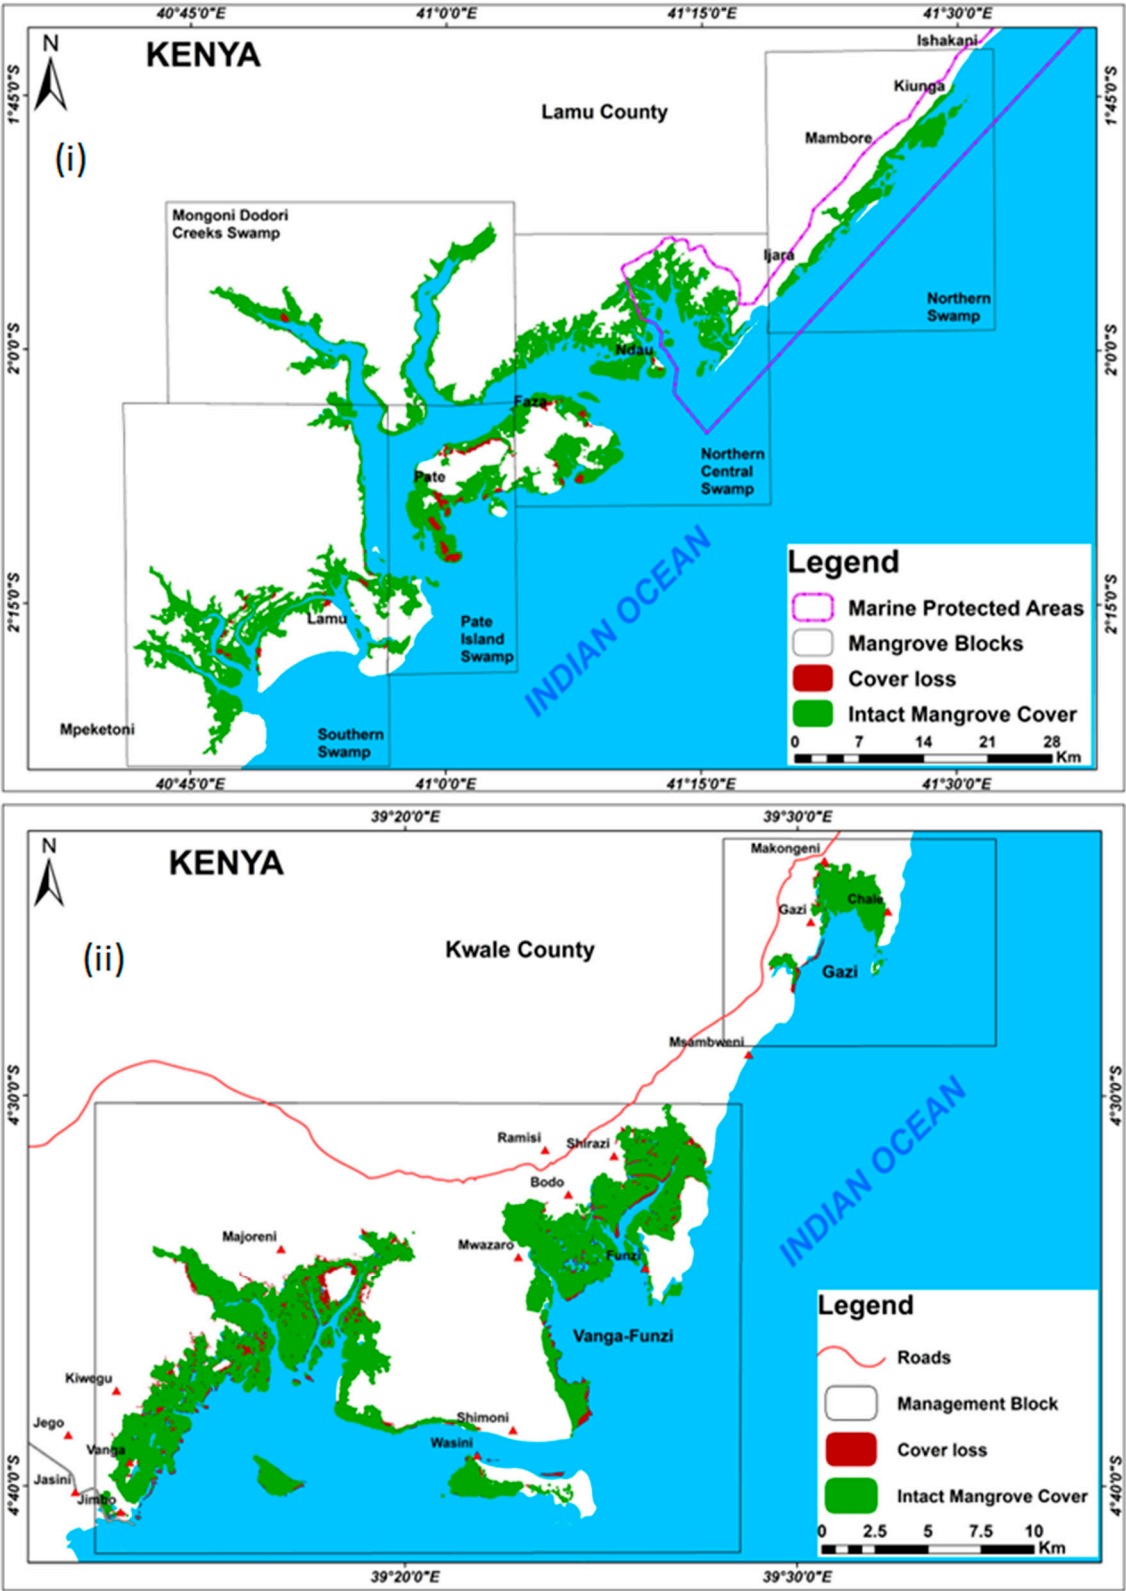 40°45'0"E 41°0'0"E 41°15'0"E 41°30'0"E
N
KENYA
(i)
Lamu County
Ishakani
Kiunga
Mambore
1°45'0"S
1°45'0"S
Mongoni Dodori
Creeks Swamp
Ijara
Northern
Swamp
2°0'0"S
2°0'0"S
Ndau
Faza
Pate
Northern
Central
Swamp
INDIAN OCEAN
2°15'0"S
2°15'0"S
Lamu
Pate
Island
Swamp
Mpeketoni
Southern
Swamp
Legend
Marine Protected Areas
Mangrove Blocks
Cover loss
Intact Mangrove Cover
0 7 14 21 28
Km
40°45'0"E 41°0'0"E 41°15'0"E 41°30'0"E
39°20'0"E 39°30'0"E
N
KENYA
(ii)
Kwale County
Makongeni
Chale
Gazi
Gazi
Msambweni
4°30'0"S
4°30'0"S
INDIAN OCEAN
Ramisi
Shirazi
Bodo
Majoreni
Mwazaro
Funzi
Vanga-Funzi
Kiwegu
Shimoni
Jego
Wasini
Vanga
Jasini
Jimbo
4°40'0"S
4°40'0"S
Legend
Roads
Management Block
Cover loss
Intact Mangrove Cover
0 2.5 5 7.5 10
Km
39°20'0"E 39°30'0"E